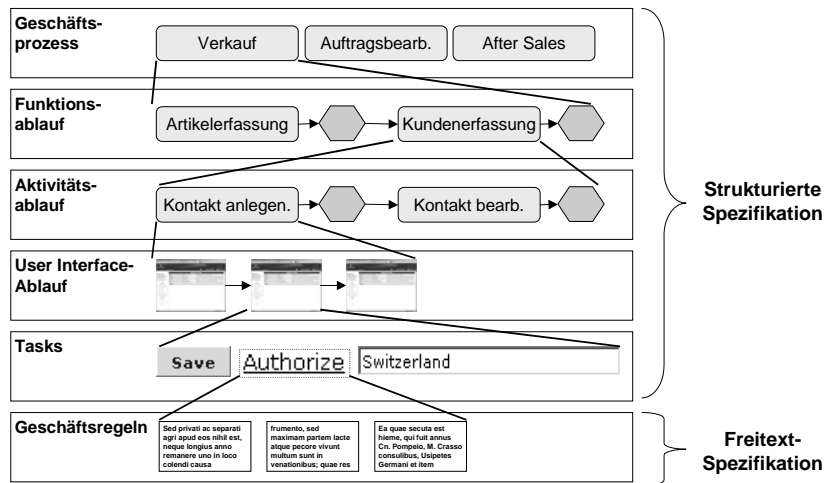 Geschäfts-
prozess
Verkauf
Auftragsbearb.
After Sales
Funktions-
ablauf
Artikelerfassung
Kundenerfassung
Aktivitäts-
ablauf
Kontakt anlegen.
Kontakt bearb.
Strukturierte
Spezifikation
User Interface-
Ablauf
Tasks
Save
Authorize
Switzerland
Geschäftsregeln
Sed privati ac separati
agri apud eos nihil est,
neque longius anno
remanere uno in loco
colendi causa
frumento, sed
maximam partem lacte
atque pecore vivunt
multum sunt in
venationibus; quae res
Ea quae secuta est
hieme, qui fuit annus
Cn. Pompeio, M. Crasso
consulibus, Usipetes
Germani et item
Freitext-
Spezifikation